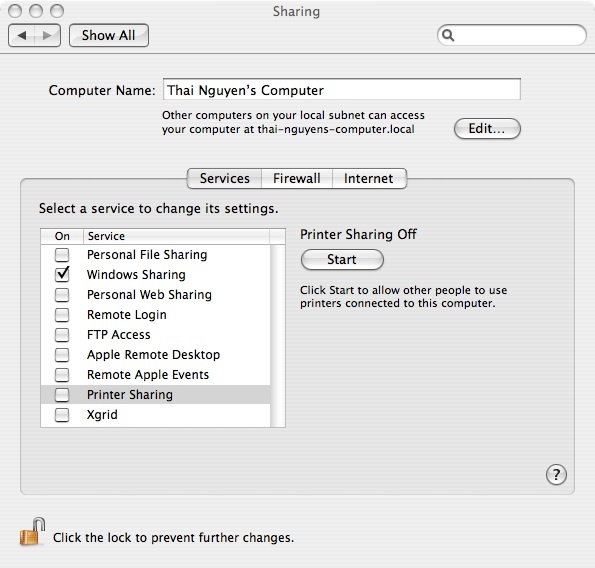 Sharing
Show All
Computer Name: Thai Nguyen's Computer
Other computers on your local subnet can access
your computer at thai-nguyens-computer.local
Edit...
Services Firewall Internet
Select a service to change its settings.
On Service
Personal File Sharing
Windows Sharing
Personal Web Sharing
Remote Login
FTP Access
Apple Remote Desktop
Remote Apple Events
Printer Sharing
Xgrid
Printer Sharing Off
Start
Click Start to allow other people to use
printers connected to this computer.
?
Click the lock to prevent further changes.